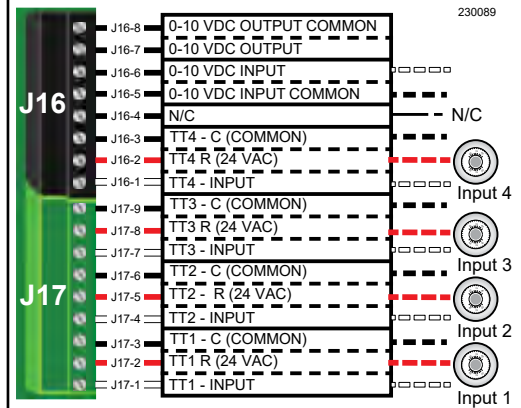 230089
J16-8 0-10 VDC OUTPUT COMMON
J16-7 0-10 VDC OUTPUT
J16-6 0-10 VDC INPUT
J16-5 0-10 VDC INPUT COMMON
J16
J16-4 N/C N/C
J16-3 TT4 - C (COMMON)
J16-2 TT4 R (24 VAC)
J16-1 TT4 - INPUT
Input 4
J17-9 TT3 - C (COMMON)
J17-8 TT3 R (24 VAC)
J17-7 TT3 - INPUT
Input 3
J17-6 TT2 - C (COMMON)
J17
J17-5 TT2 - R (24 VAC)
J17-4 TT2 - INPUT
Input 2
J17-3 TT1 - C (COMMON)
J17-2 TT1 R (24 VAC)
J17-1 TT1 - INPUT
Input 1